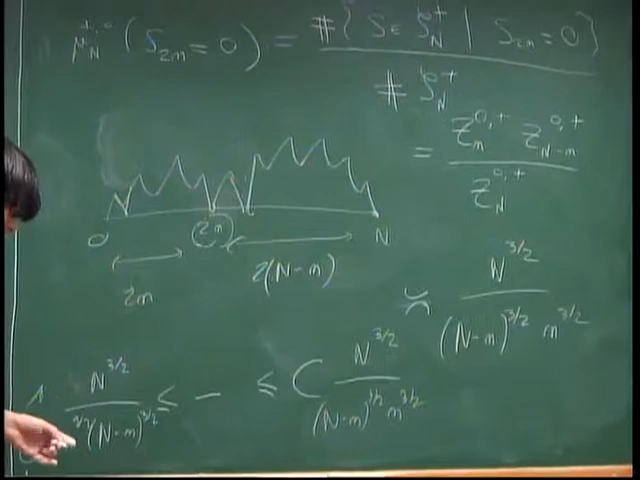 μ_N^{+,0} ( S_{2m} = 0 ) = #{ S ∈ S_N^+ | S_{2m} = 0 } / # S_N^+
= Z_m^{0,+} Z_{N-m}^{0,+} / Z_N^{0,+}
0 2m N
2m 2(N-m)
≍ N^{3/2} / (N-m)^{3/2} m^{3/2}
N^{3/2} / (N-m)^{3/2} ≤ - ≤ C N^{3/2} / (N-m)^{3/2} m^{3/2}